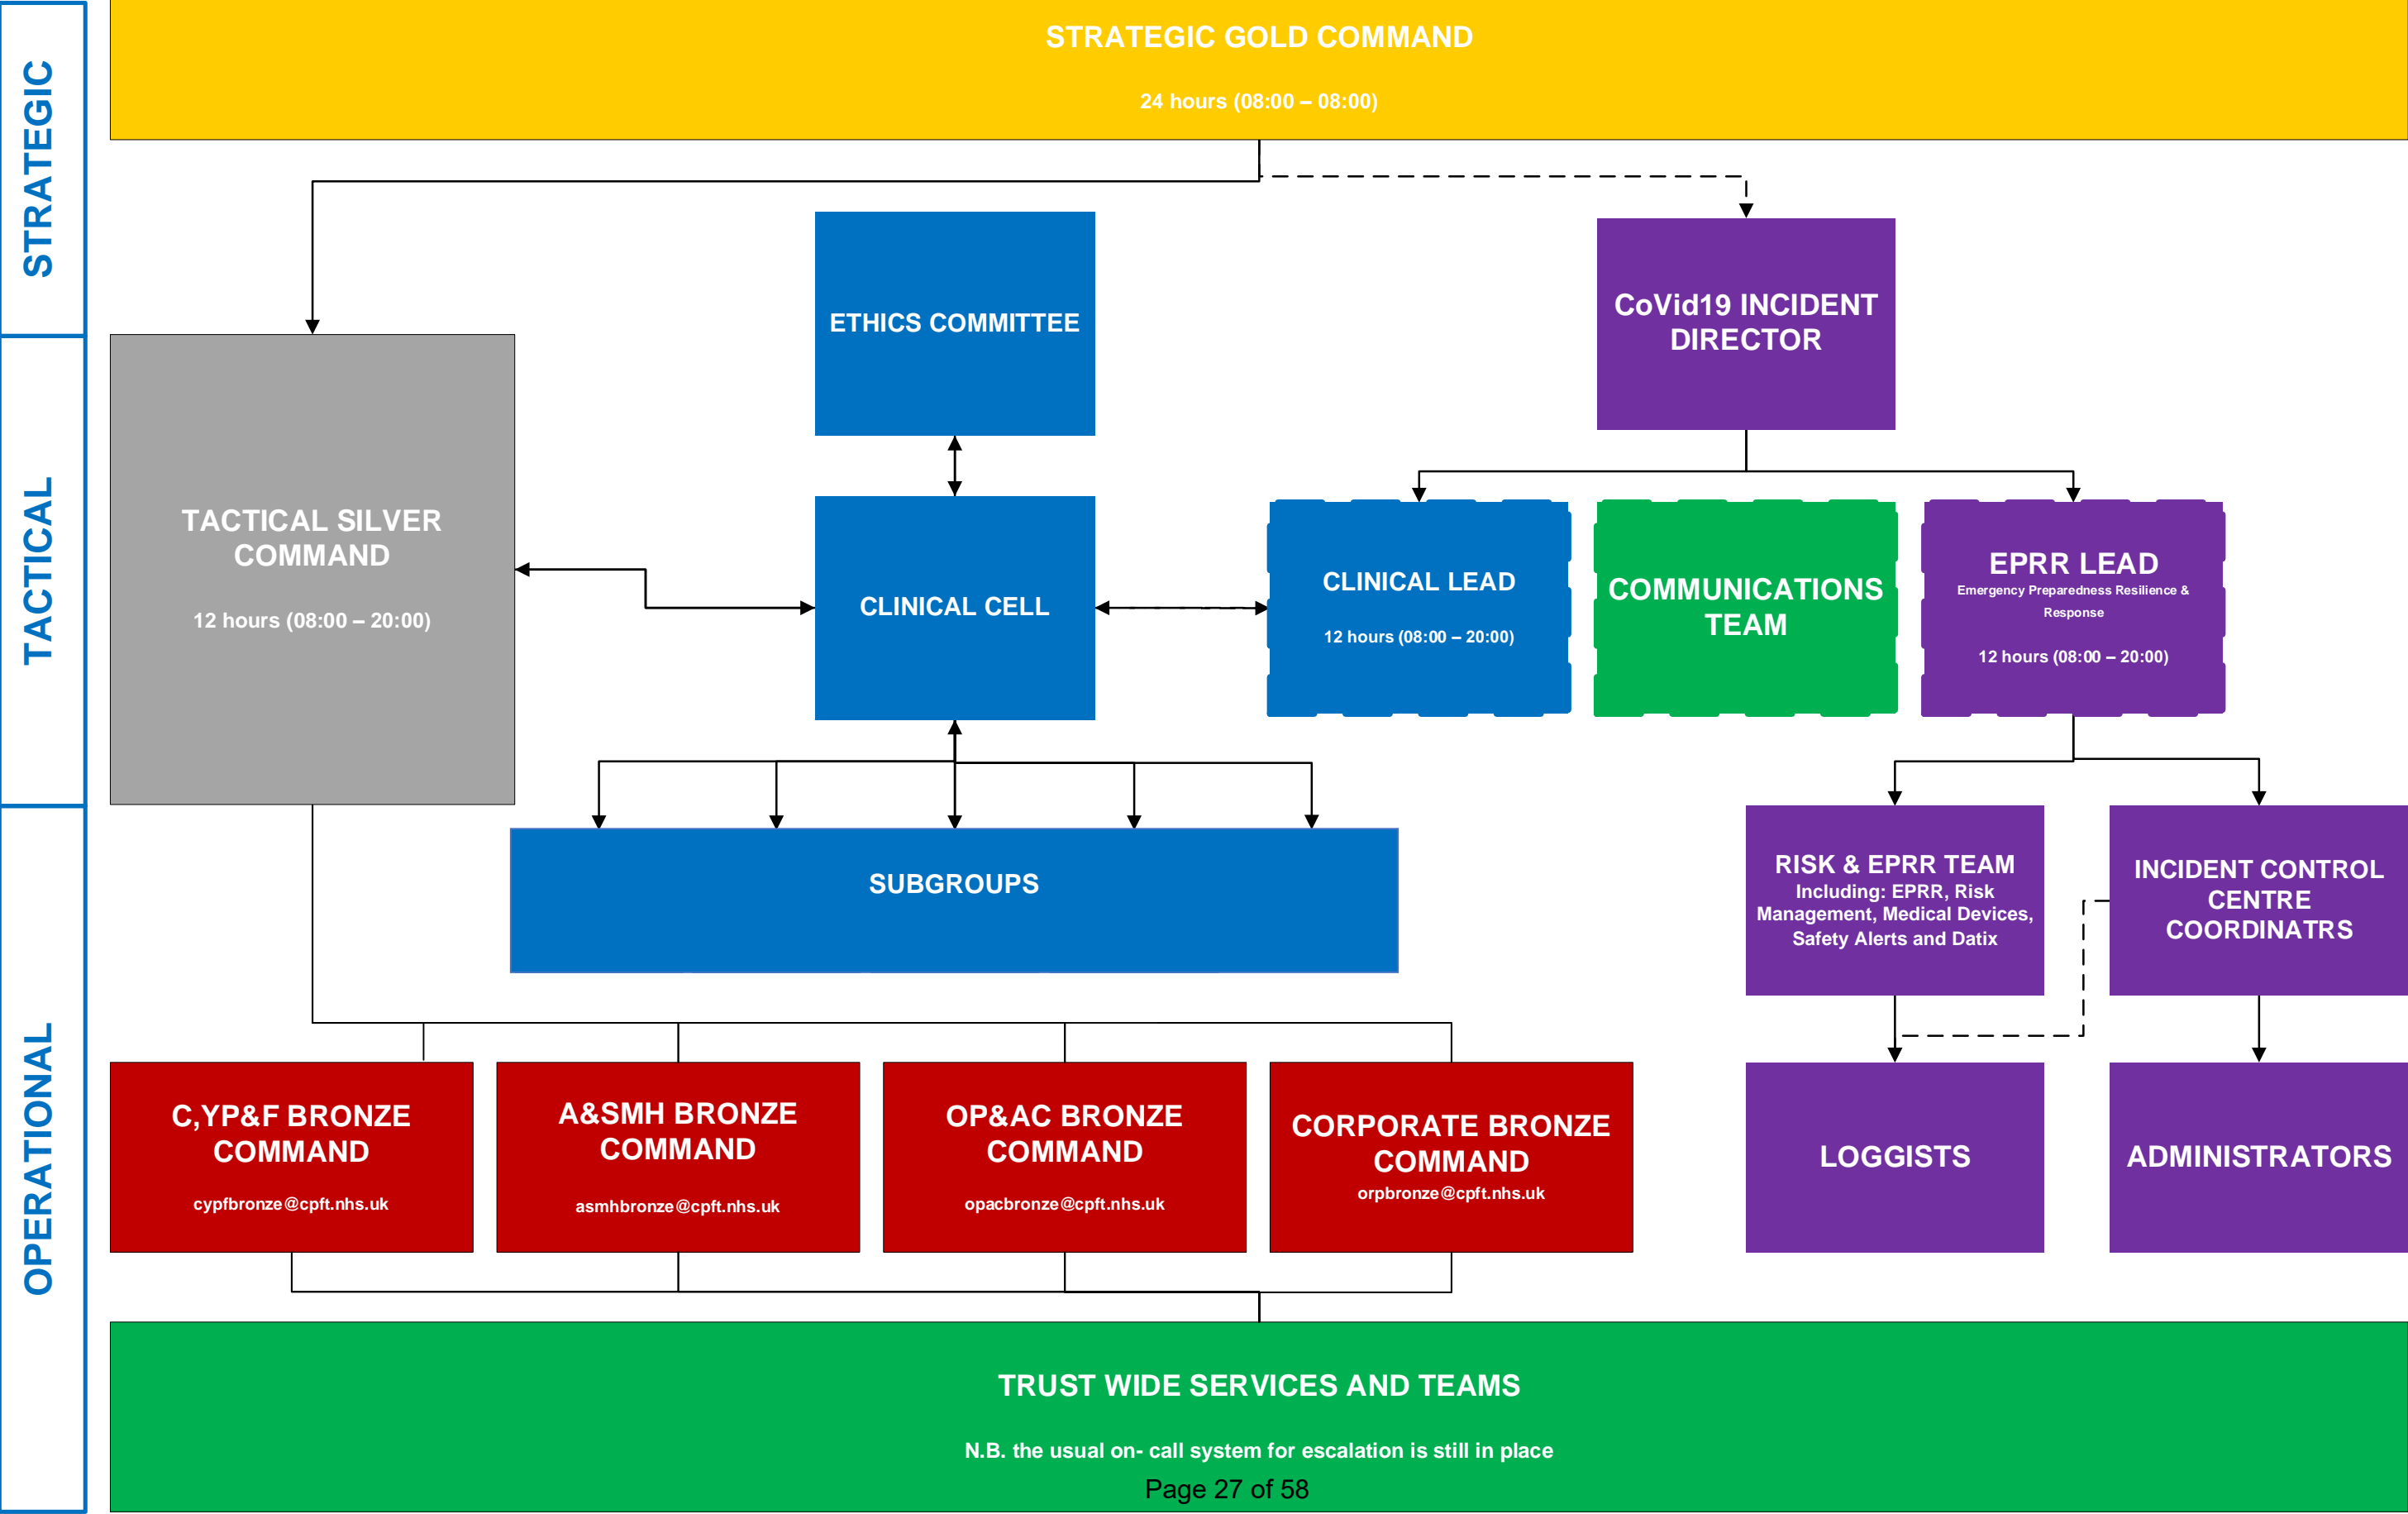 STRATEGIC GOLD COMMAND
24 hours (08:00 – 08:00)
STRATEGIC
ETHICS COMMITTEE
CoVid19 INCIDENT
DIRECTOR
TACTICAL
TACTICAL SILVER
COMMAND
12 hours (08:00 – 20:00)
CLINICAL CELL
CLINICAL LEAD
12 hours (08:00 – 20:00)
COMMUNICATIONS
TEAM
EPRR LEAD
Emergency Preparedness Resilience &
Response
12 hours (08:00 – 20:00)
SUBGROUPS
RISK & EPRR TEAM
Including: EPRR, Risk
Management, Medical Devices,
Safety Alerts and Datix
INCIDENT CONTROL
CENTRE
COORDINATRS
OPERATIONAL
C,YP&F BRONZE
COMMAND
cypfbronze@cpft.nhs.uk
A&SMH BRONZE
COMMAND
asmhbronze@cpft.nhs.uk
OP&AC BRONZE
COMMAND
opacbronze@cpft.nhs.uk
CORPORATE BRONZE
COMMAND
orpbronze@cpft.nhs.uk
LOGGISTS
ADMINISTRATORS
TRUST WIDE SERVICES AND TEAMS
N.B. the usual on- call system for escalation is still in place
Page 27 of 58